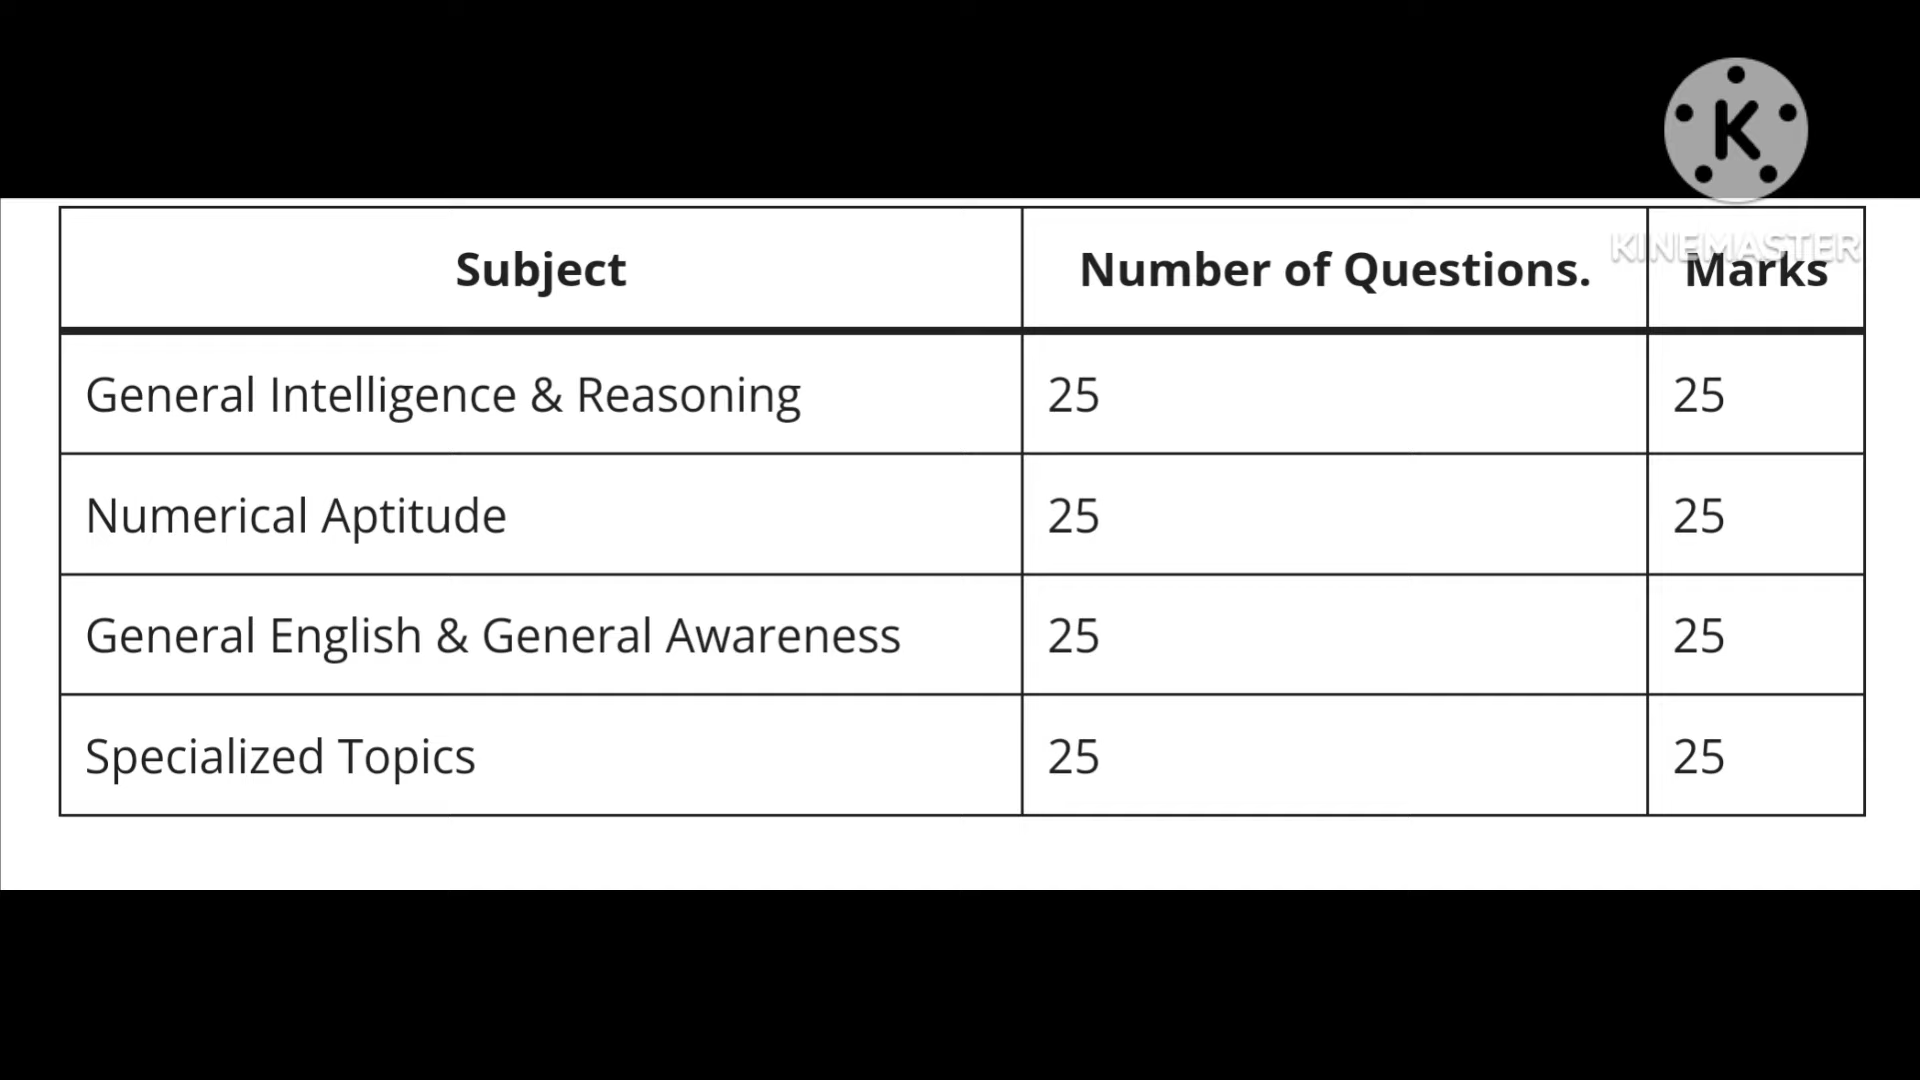 K
KINEMASTER
Subject Number of Questions. Marks
General Intelligence & Reasoning 25 25
Numerical Aptitude 25 25
General English & General Awareness 25 25
Specialized Topics 25 25